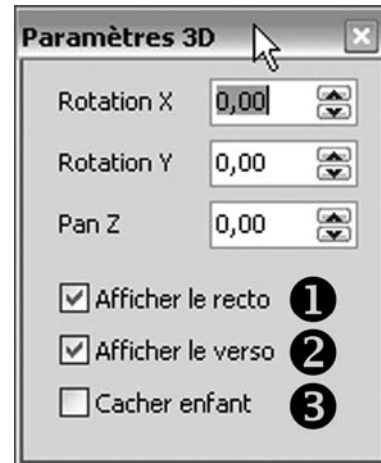 Paramètres 3D
Rotation X 0,00
Rotation Y 0,00
Pan Z 0,00
Afficher le recto 1
Afficher le verso 2
Cacher enfant 3